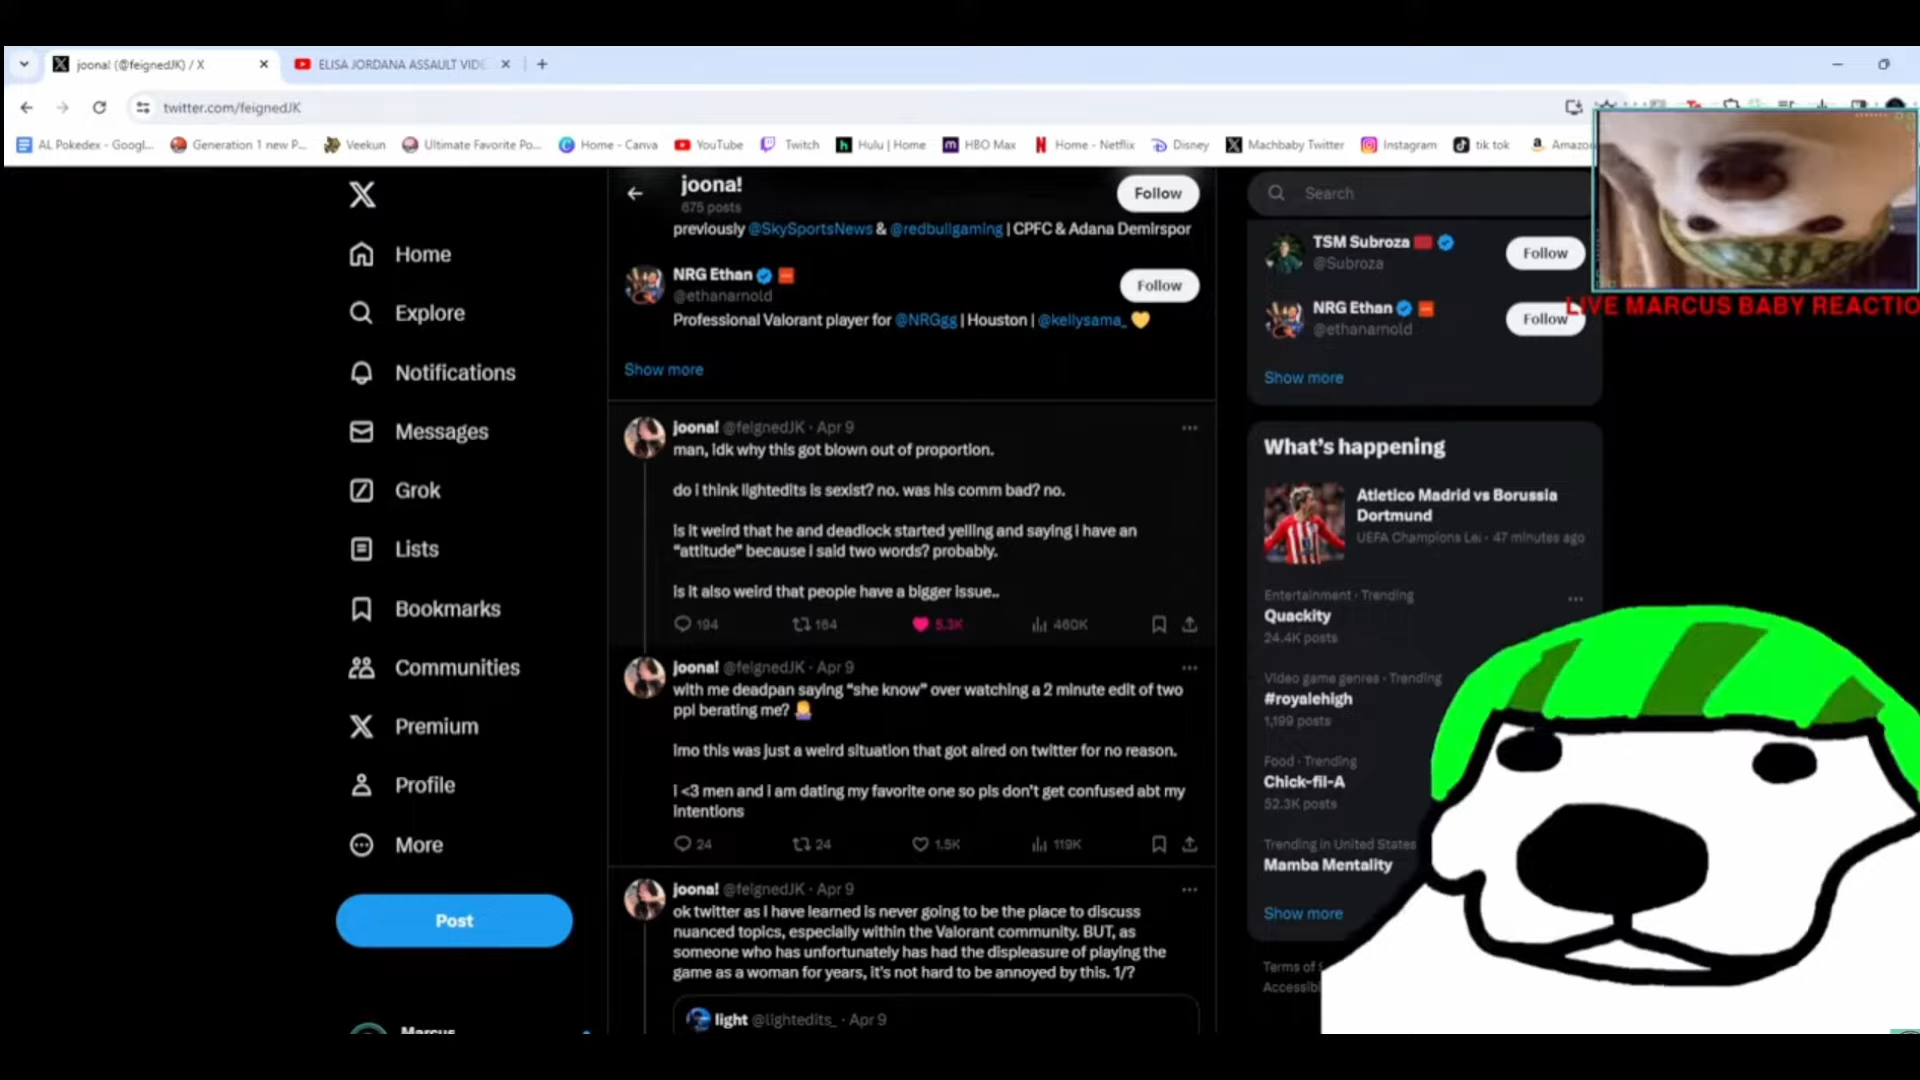 joona! (@feignedJK) / X
ELISA JORDANA ASSAULT VIDE
twitter.com/feignedJK
AL Pokedex - Googl...
Generation 1 new P...
Veekun
Ultimate Favorite Po...
Home - Canva
YouTube
Twitch
Hulu | Home
HBO Max
Home - Netflix
Disney
Machbaby Twitter
Instagram
tik tok
Amazo
LIVE MARCUS BABY REACTIO
Home
Explore
Notifications
Messages
Grok
Lists
Bookmarks
Communities
Premium
Profile
More
Post
Marcus
joona!
675 posts
Follow
previously @SkySportsNews & @redbullgaming | CPFC & Adana Demirspor
NRG Ethan
@ethanarnold
Follow
Professional Valorant player for @NRGgg | Houston | @kellysama_ 💛
Show more
joona! @feignedJK · Apr 9
man, idk why this got blown out of proportion.
do i think lightedits is sexist? no. was his comm bad? no.
is it weird that he and deadlock started yelling and saying i have an
“attitude” because i said two words? probably.
is it also weird that people have a bigger issue..
194 164 5.3K 460K
joona! @feignedJK · Apr 9
with me deadpan saying “she know” over watching a 2 minute edit of two
ppl berating me?
imo this was just a weird situation that got aired on twitter for no reason.
i <3 men and i am dating my favorite one so pls don't get confused abt my
intentions
24 24 1.5K 119K
joona! @feignedJK · Apr 9
ok twitter as I have learned is never going to be the place to discuss
nuanced topics, especially within the Valorant community. BUT, as
someone who has unfortunately has had the displeasure of playing the
game as a woman for years, it's not hard to be annoyed by this. 1/?
light @lightedits_ · Apr 9
Search
TSM Subroza
@Subroza
Follow
NRG Ethan
@ethanarnold
Follow
Show more
What's happening
Atletico Madrid vs Borussia
Dortmund
UEFA Champions Le · 47 minutes ago
Entertainment · Trending
Quackity
24.4K posts
Video game genres · Trending
#royalehigh
1,199 posts
Food · Trending
Chick-fil-A
52.3K posts
Trending in United States
Mamba Mentality
Show more
Terms of
Accessibi